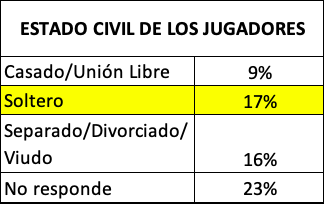 ESTADO CIVIL DE LOS JUGADORES
Casado/Unión Libre 9%
Soltero 17%
Separado/Divorciado/
Viudo 16%
No responde 23%